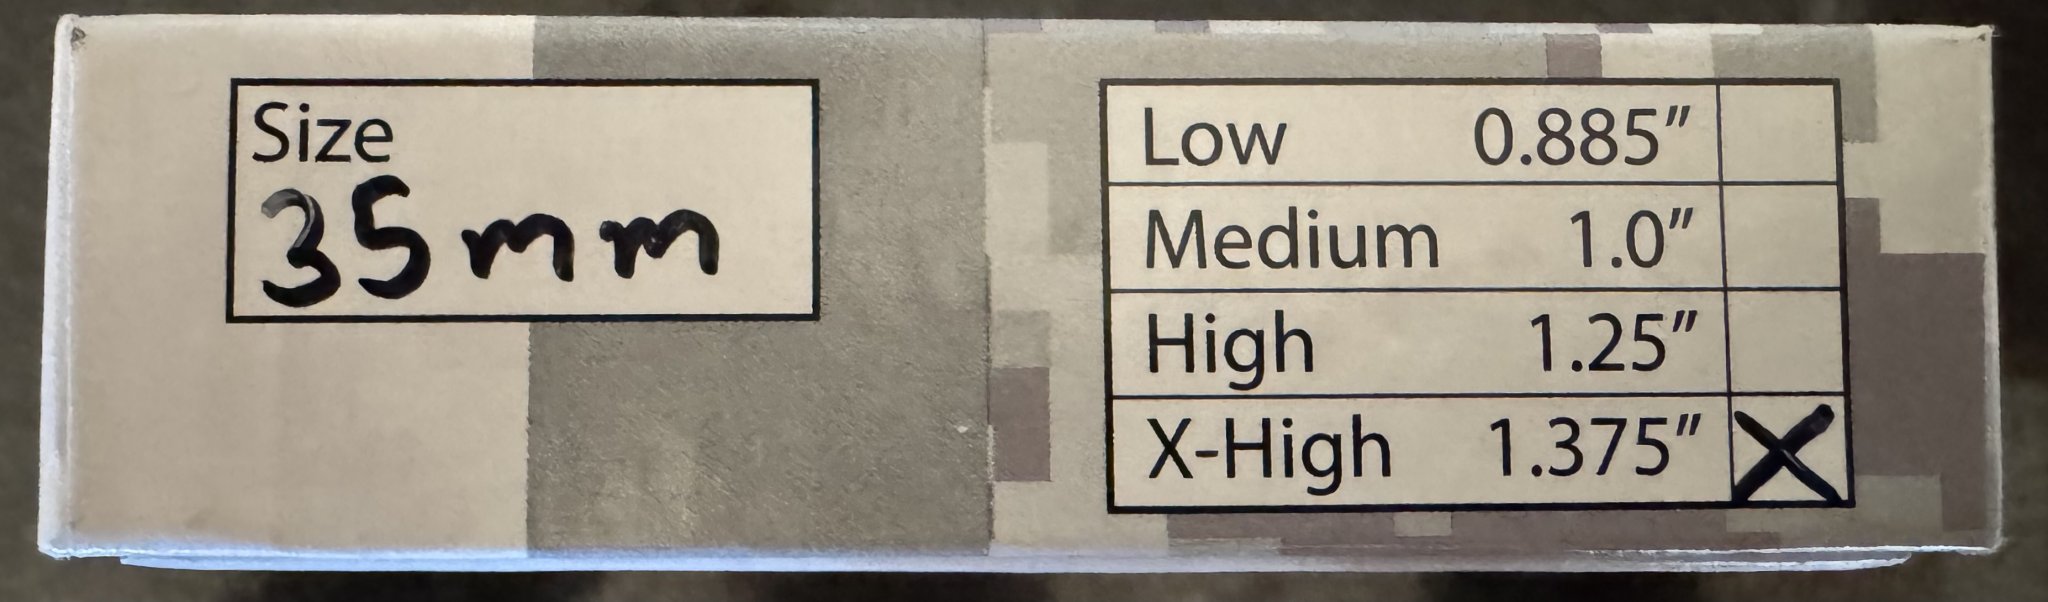 Size
35mm
Low 0.885"
Medium 1.0"
High 1.25"
X-High 1.375" X